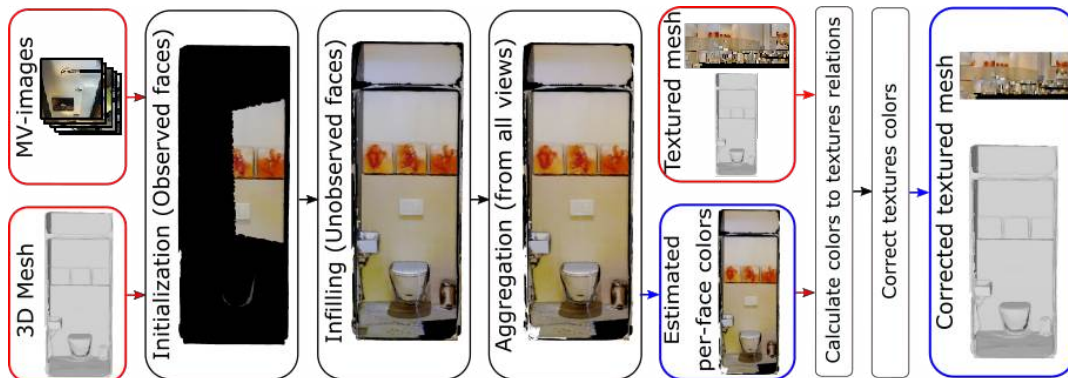 MV-images
3D Mesh
Initialization (Observed faces)
Infilling (Unobserved faces)
Aggregation (from all views)
Textured mesh
Estimated
per-face colors
Calculate colors to textures relations
Correct textures colors
Corrected textured mesh